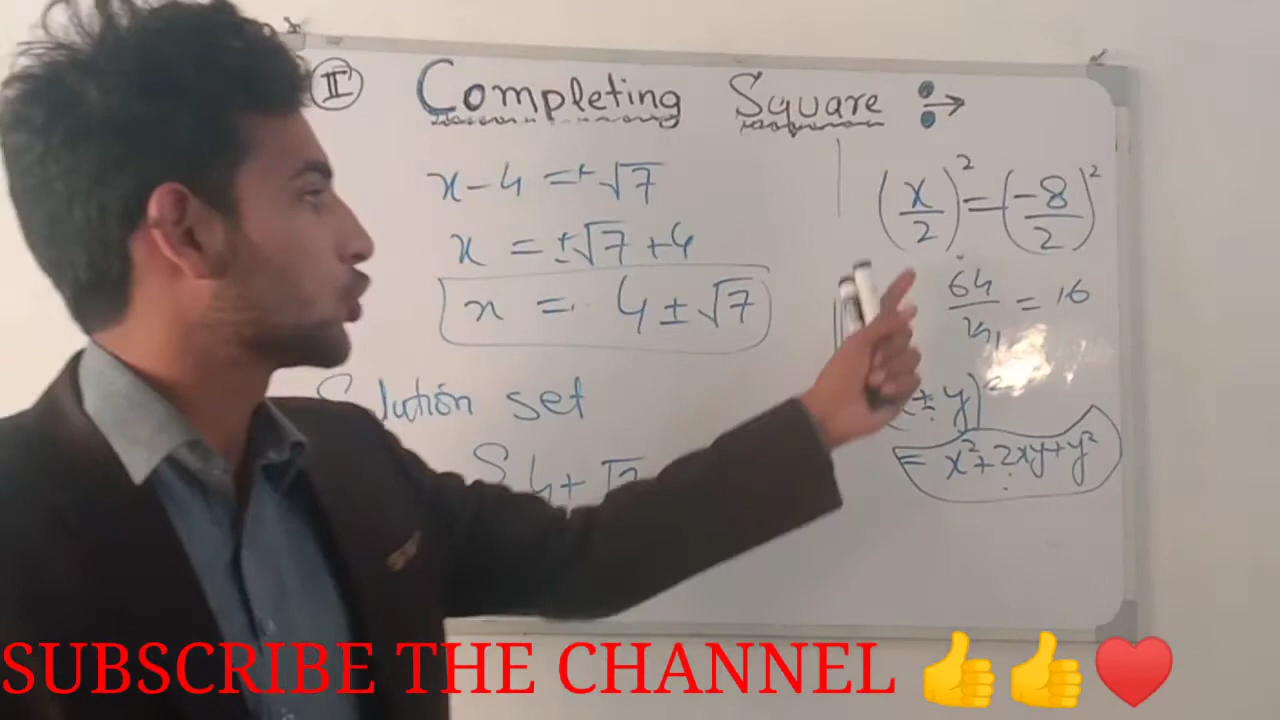 II Completing Square :→
x - 4 = ± √7
x = ±√7 + 4
x = 4 ± √7
Solution set
(x/2)² = (-8/2)²
64/4 = 16
± y)²
= x² + 2xy + y²
SUBSCRIBE THE CHANNEL 👍👍♥️